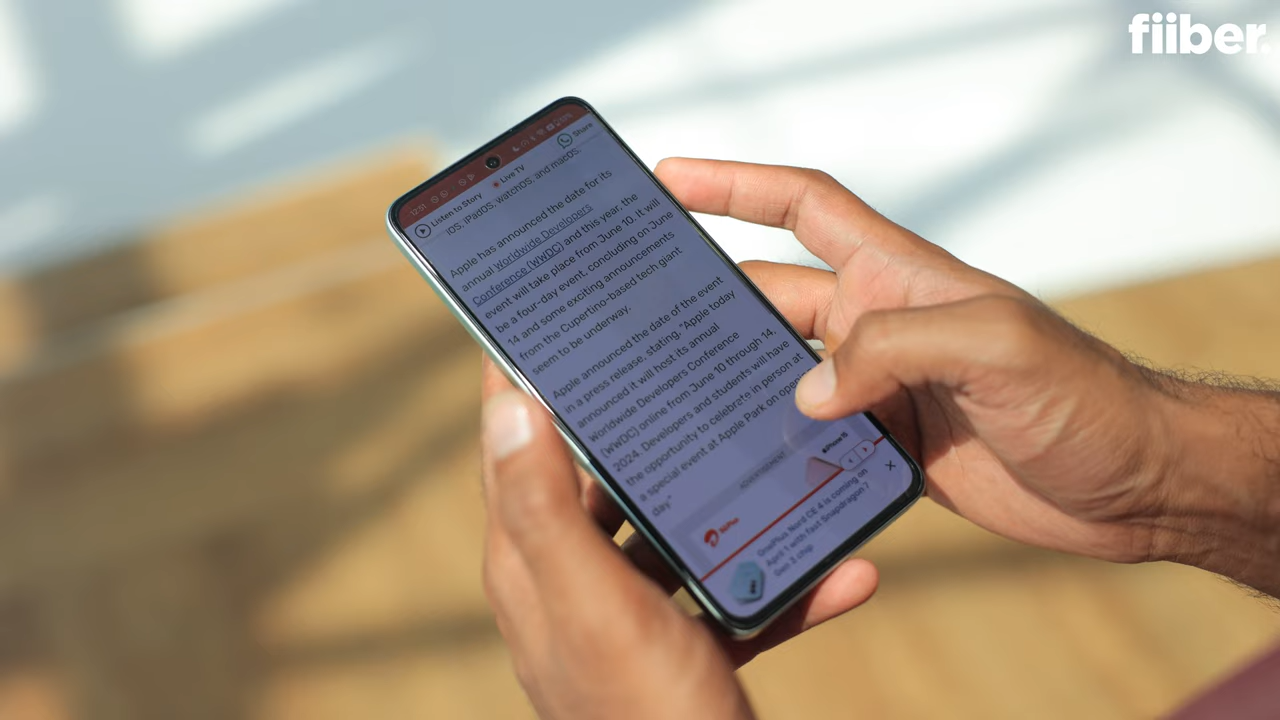 fiiber.
12:51
Share
Live TV
Listen to Story
iOS, iPadOS, watchOS, and macOS.
Apple has announced the date for its
annual Worldwide Developers
Conference (WWDC) and this year, the
event will take place from June 10. It will
be a four-day event, concluding on June
14 and some exciting announcements
from the Cupertino-based tech giant
seem to be underway.
Apple announced the date of the event
in a press release, stating, "Apple today
announced it will host its annual
Worldwide Developers Conference
(WWDC) online from June 10 through 14,
2024. Developers and students will have
the opportunity to celebrate in person at
a special event at Apple Park on opening
day."
ADVERTISEMENT
iPhone 15
OnePlus Nord CE 4 is coming on
April 1 with fast Snapdragon 7
Gen 3 chip